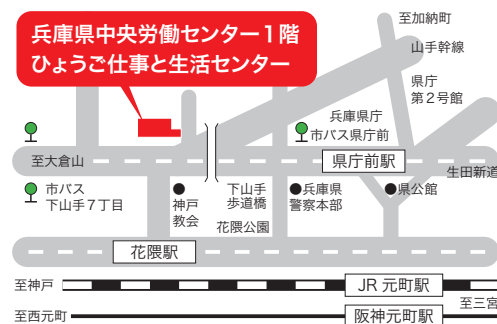 兵庫県中央労働センター1階
ひょうご仕事と生活センター
至加納町
山手幹線
県庁
第2号館
兵庫県庁
市バス県庁前
至大倉山
県庁前駅
生田新道
市バス
下山手7丁目
神戸
教会
下山手
歩道橋
花隈公園
兵庫県
警察本部
県公館
花隈駅
至神戸
JR 元町駅
至三宮
至西元町
阪神元町駅